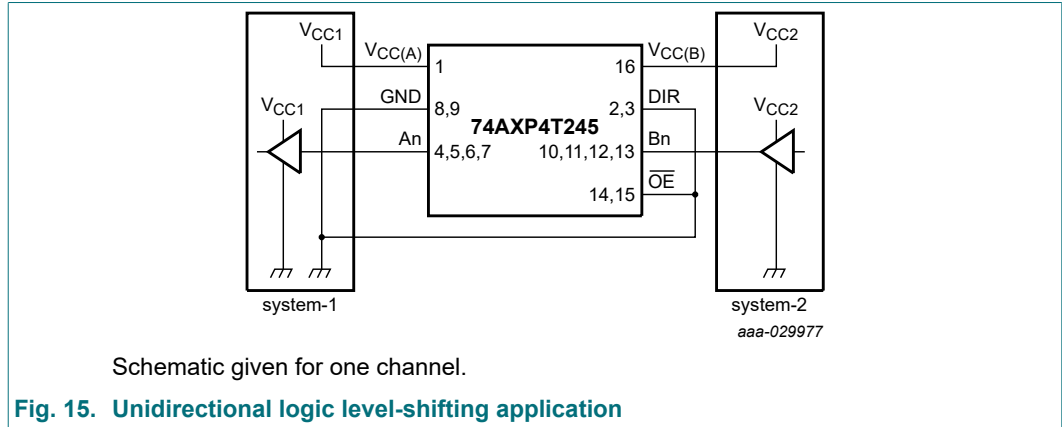 VCC1 VCC(A) VCC(B) VCC2
1 16
GND DIR
8,9 2,3
VCC1 74AXP4T245 VCC2
An Bn
4,5,6,7 10,11,12,13
OE
14,15
system-1 system-2
aaa-029977
Schematic given for one channel.
Fig. 15. Unidirectional logic level-shifting application